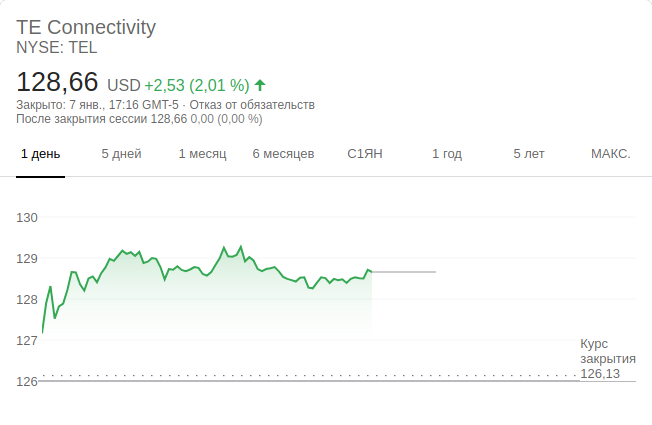 TE Connectivity
NYSE: TEL
128,66 USD +2,53 (2,01 %)
Закрыто: 7 янв., 17:16 GMT-5 · Отказ от обязательств
После закрытия сессии 128,66 0,00 (0,00 %)
1 день 5 дней 1 месяц 6 месяцев С1ЯН 1 год 5 лет МАКС.
130
129
128
127
Курс
закрытия
126,13
126